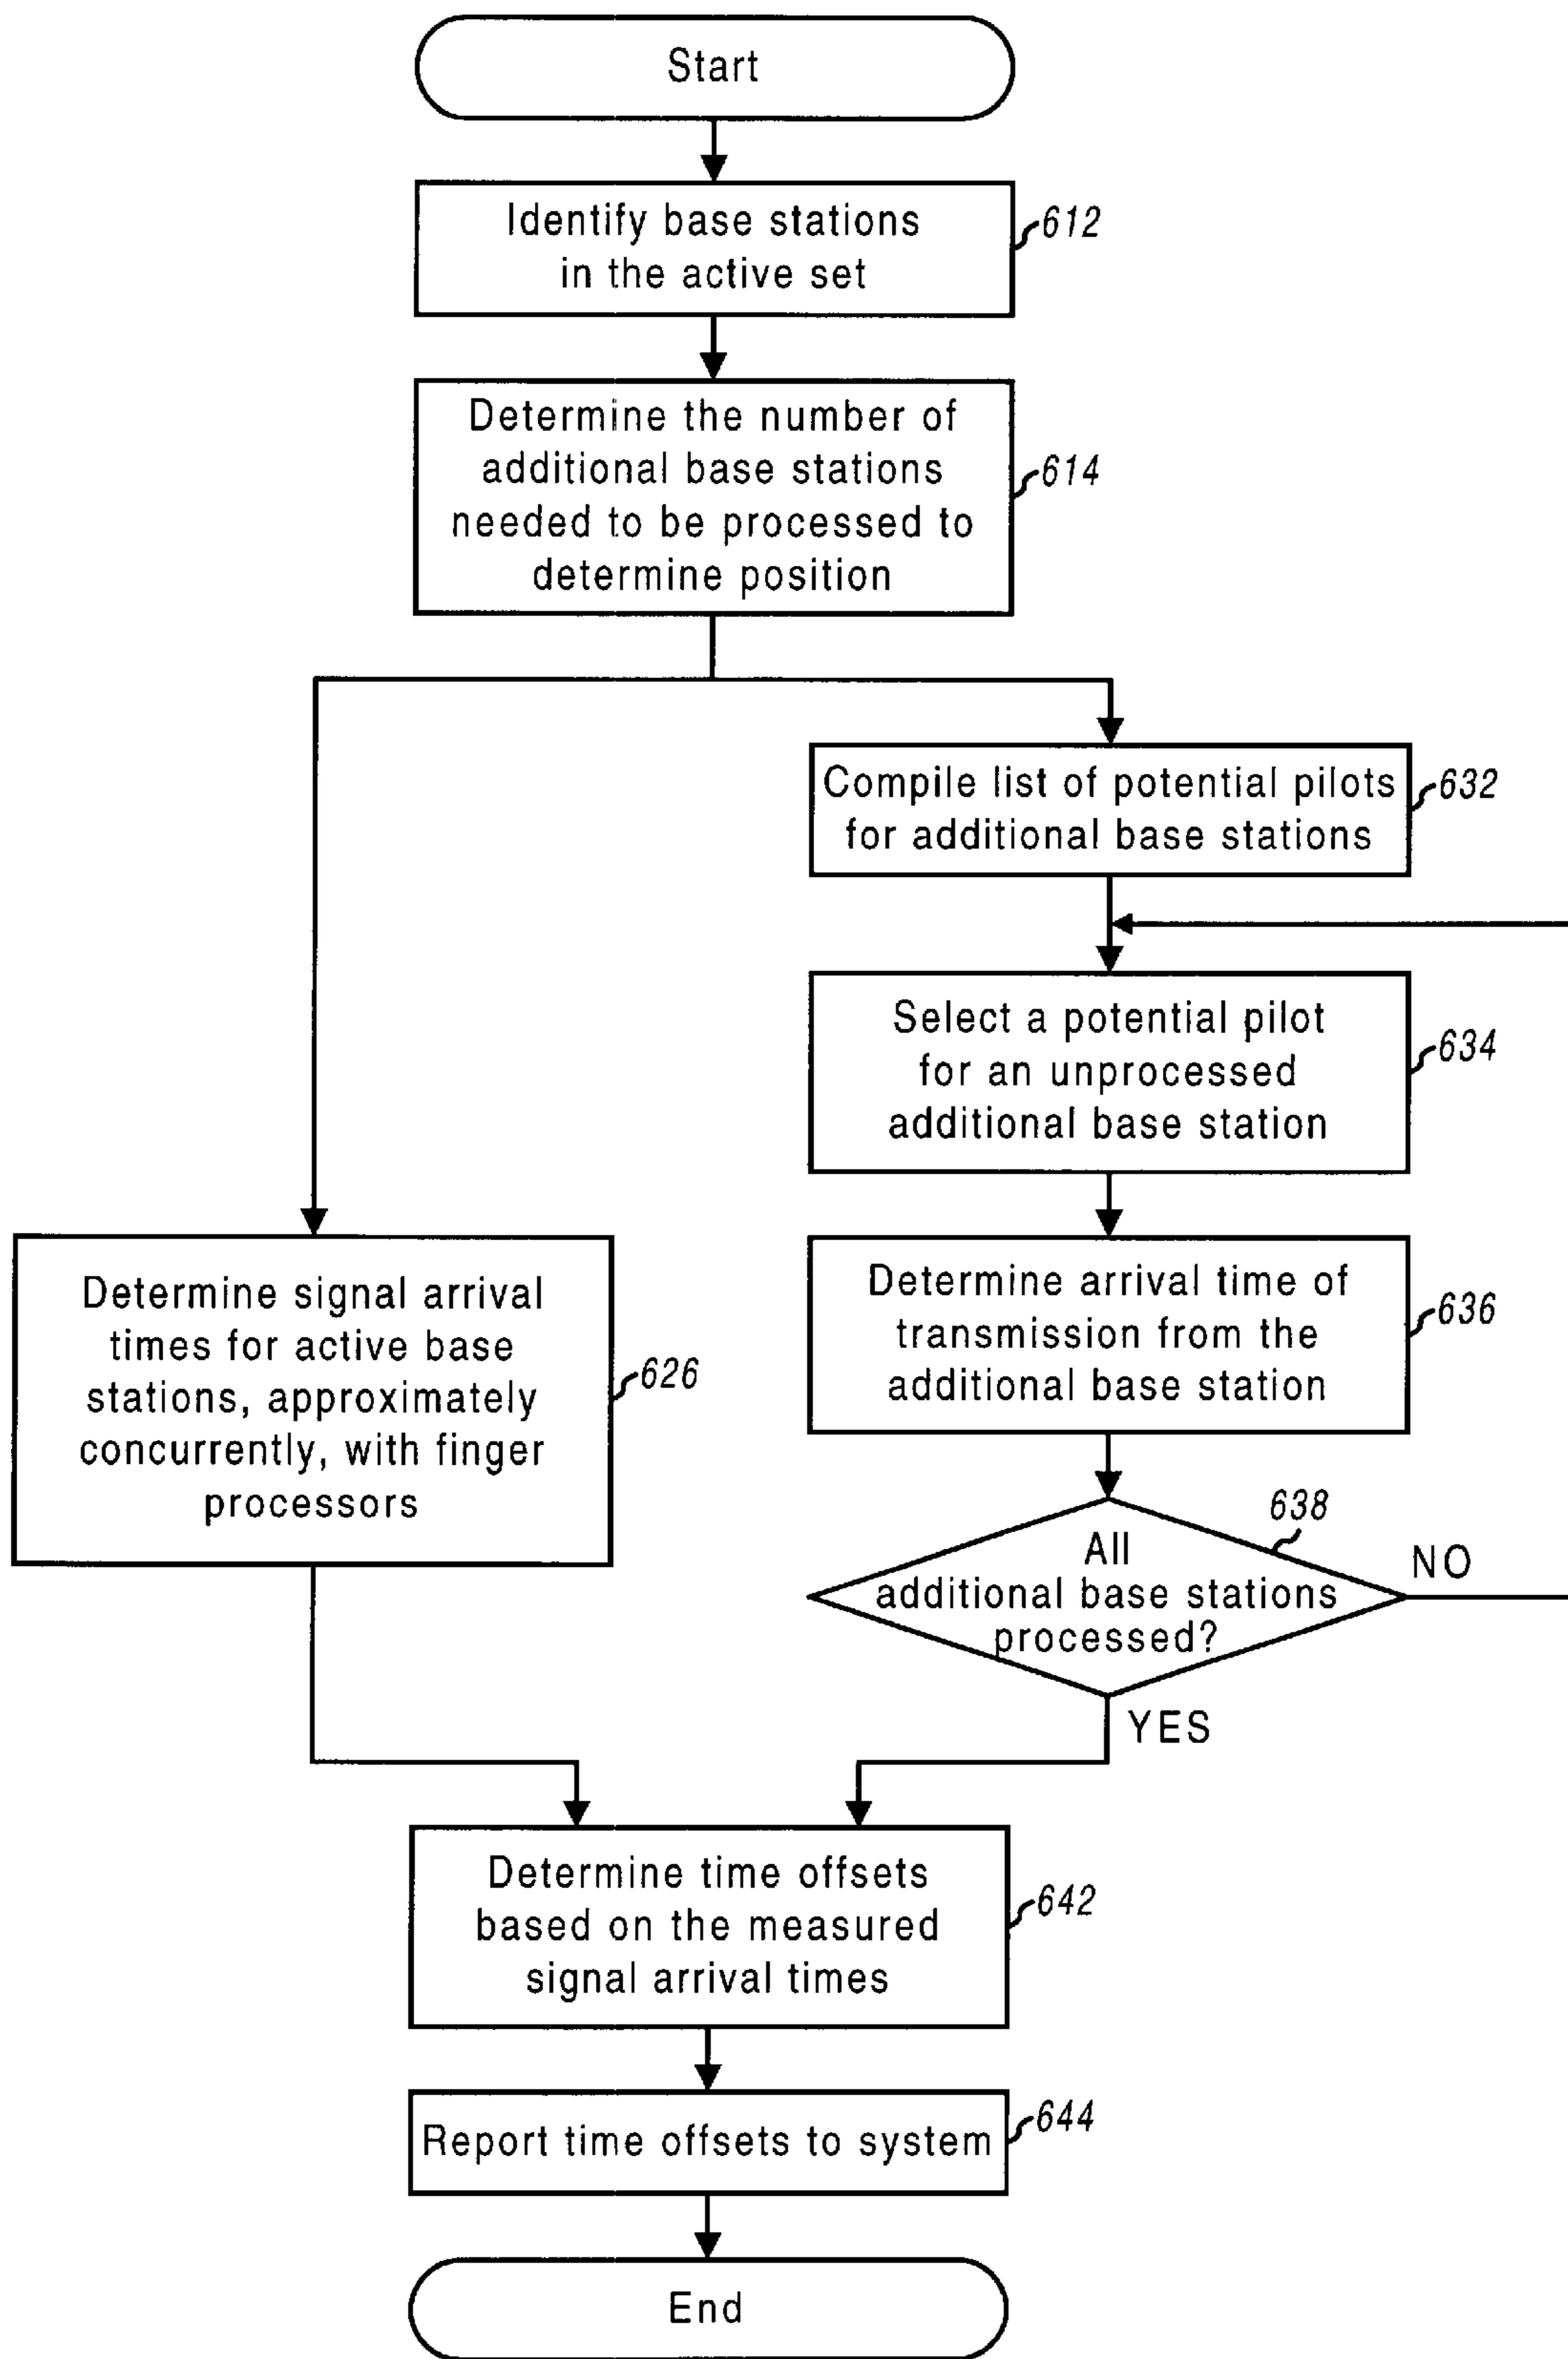 Start
Identify base stations
in the active set
612
Determine the number of
additional base stations
needed to be processed to
determine position
614
Compile list of potential pilots
for additional base stations
632
Select a potential pilot
for an unprocessed
additional base station
634
Determine signal arrival
times for active base
stations, approximately
concurrently, with finger
processors
626
Determine arrival time of
transmission from the
additional base station
636
638
All
additional base stations
processed?
NO
YES
Determine time offsets
based on the measured
signal arrival times
642
Report time offsets to system
644
End